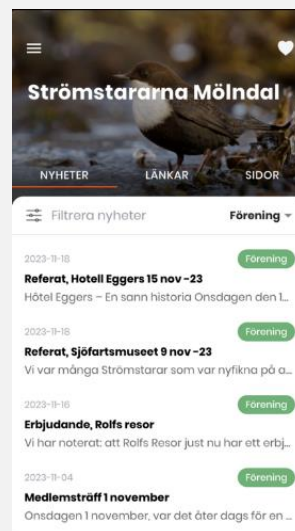 Strömstararna Mölndal
NYHETER LÄNKAR SIDOR
Filtrera nyheter Förening
2023-11-18 Förening
Referat, Hotell Eggers 15 nov -23
Hôtel Eggers – En sann historia Onsdagen den 1...
2023-11-18 Förening
Referat, Sjöfartsmuseet 9 nov -23
Vi var många Strömstarar som var nyfikna på a...
2023-11-16 Förening
Erbjudande, Rolfs resor
Vi har noterat: att Rolfs Resor just nu har ett erbj...
2023-11-04 Förening
Medlemsträff 1 november
Onsdagen 1 november, var det åter dags för en ...